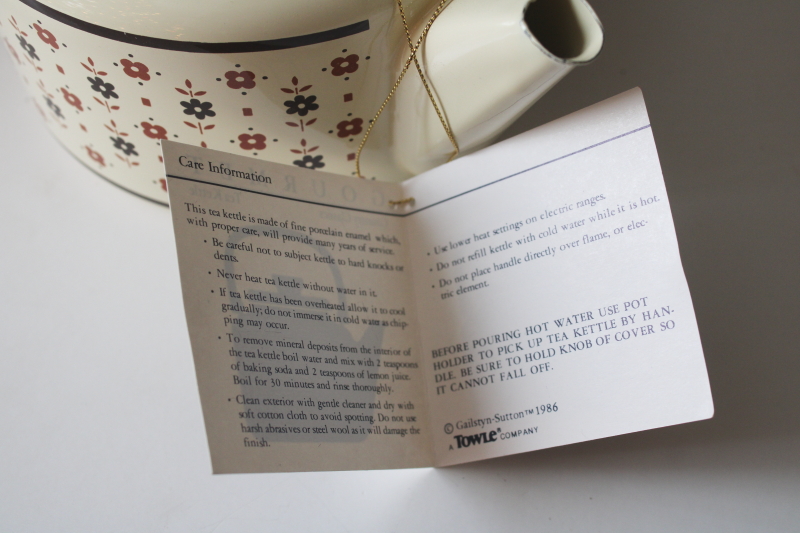 Care Information
This tea kettle is made of fine porcelain enamel which,
with proper care, will provide many years of service.
• Be careful not to subject kettle to hard knocks or
dents.
• Never heat tea kettle without water in it.
• If tea kettle has been overheated allow it to cool
gradually; do not immerse it in cold water as chip-
ping may occur.
• To remove mineral deposits from the interior of
the tea kettle boil water and mix with 2 teaspoons
of baking soda and 2 teaspoons of lemon juice.
Boil for 30 minutes and rinse thoroughly.
• Clean exterior with gentle cleaner and dry with
soft cotton cloth to avoid spotting. Do not use
harsh abrasives or steel wool as it will damage the
finish.
• Use lower heat settings on electric ranges.
• Do not refill kettle with cold water while it is hot.
• Do not place handle directly over flame, or elec-
tric element.
BEFORE POURING HOT WATER USE POT
HOLDER TO PICK UP TEA KETTLE BY HAN-
DLE. BE SURE TO HOLD KNOB OF COVER SO
IT CANNOT FALL OFF.
© Gailstyn-Sutton™ 1986
A TOWLE® COMPANY